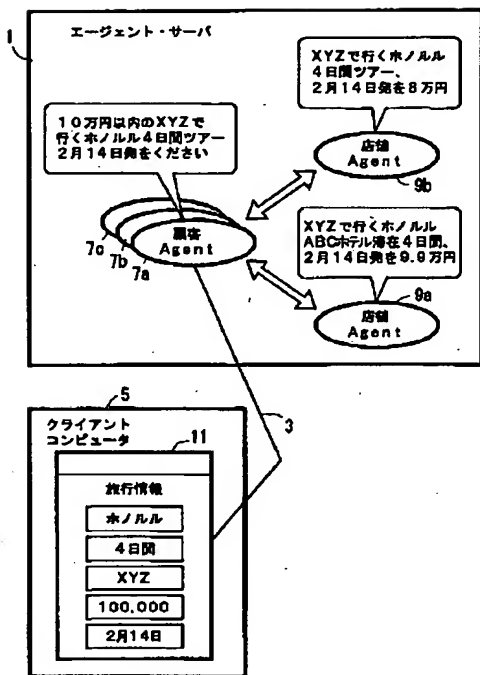 1
エージェント・サーバ
XYZで行くホノルル
4日間ツアー、
2月14日発を8万円
10万円以内のXYZで
行くホノルル4日間ツアー
2月14日発をください
店舗
Agent
9b
顧客
Agent
7c
7b
7a
XYZで行くホノルル
ABCホテル滞在4日間、
2月14日発を9.9万円
9a
店舗
Agent
5
3
クライアント
コンピュータ
11
旅行情報
ホノルル
4日間
XYZ
100,000
2月14日